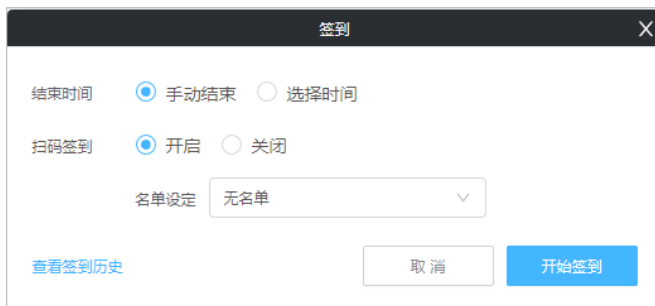 签到
结束时间 手动结束 选择时间
扫码签到 开启 关闭
名单设定 无名单
查看签到历史 取消 开始签到